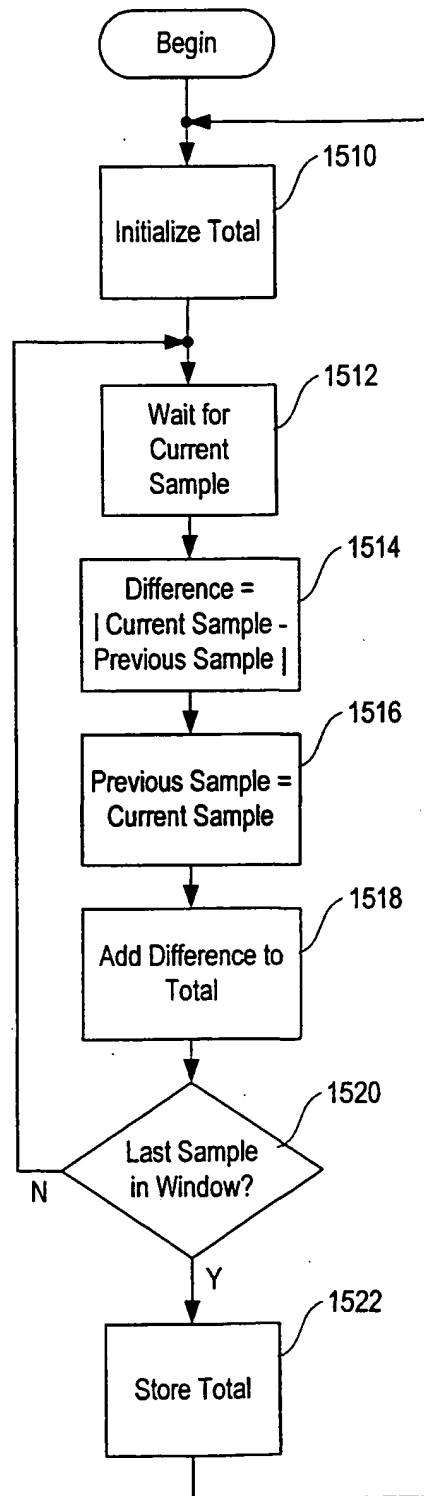 Begin
1510
Initialize Total
1512
Wait for
Current
Sample
1514
Difference =
| Current Sample -
Previous Sample |
1516
Previous Sample =
Current Sample
1518
Add Difference to
Total
1520
Last Sample
in Window?
N
Y
1522
Store Total